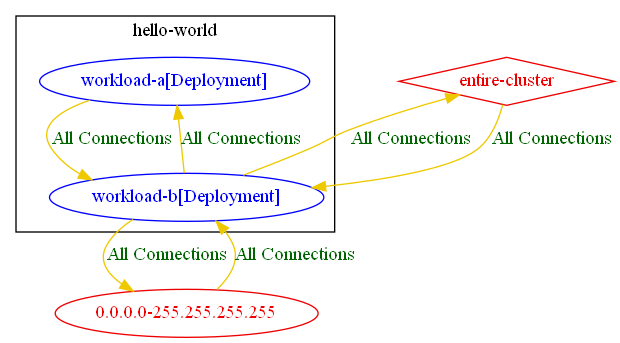 hello-world
workload-a[Deployment]
entire-cluster
All Connections
All Connections
All Connections
All Connections
workload-b[Deployment]
All Connections
All Connections
0.0.0.0-255.255.255.255